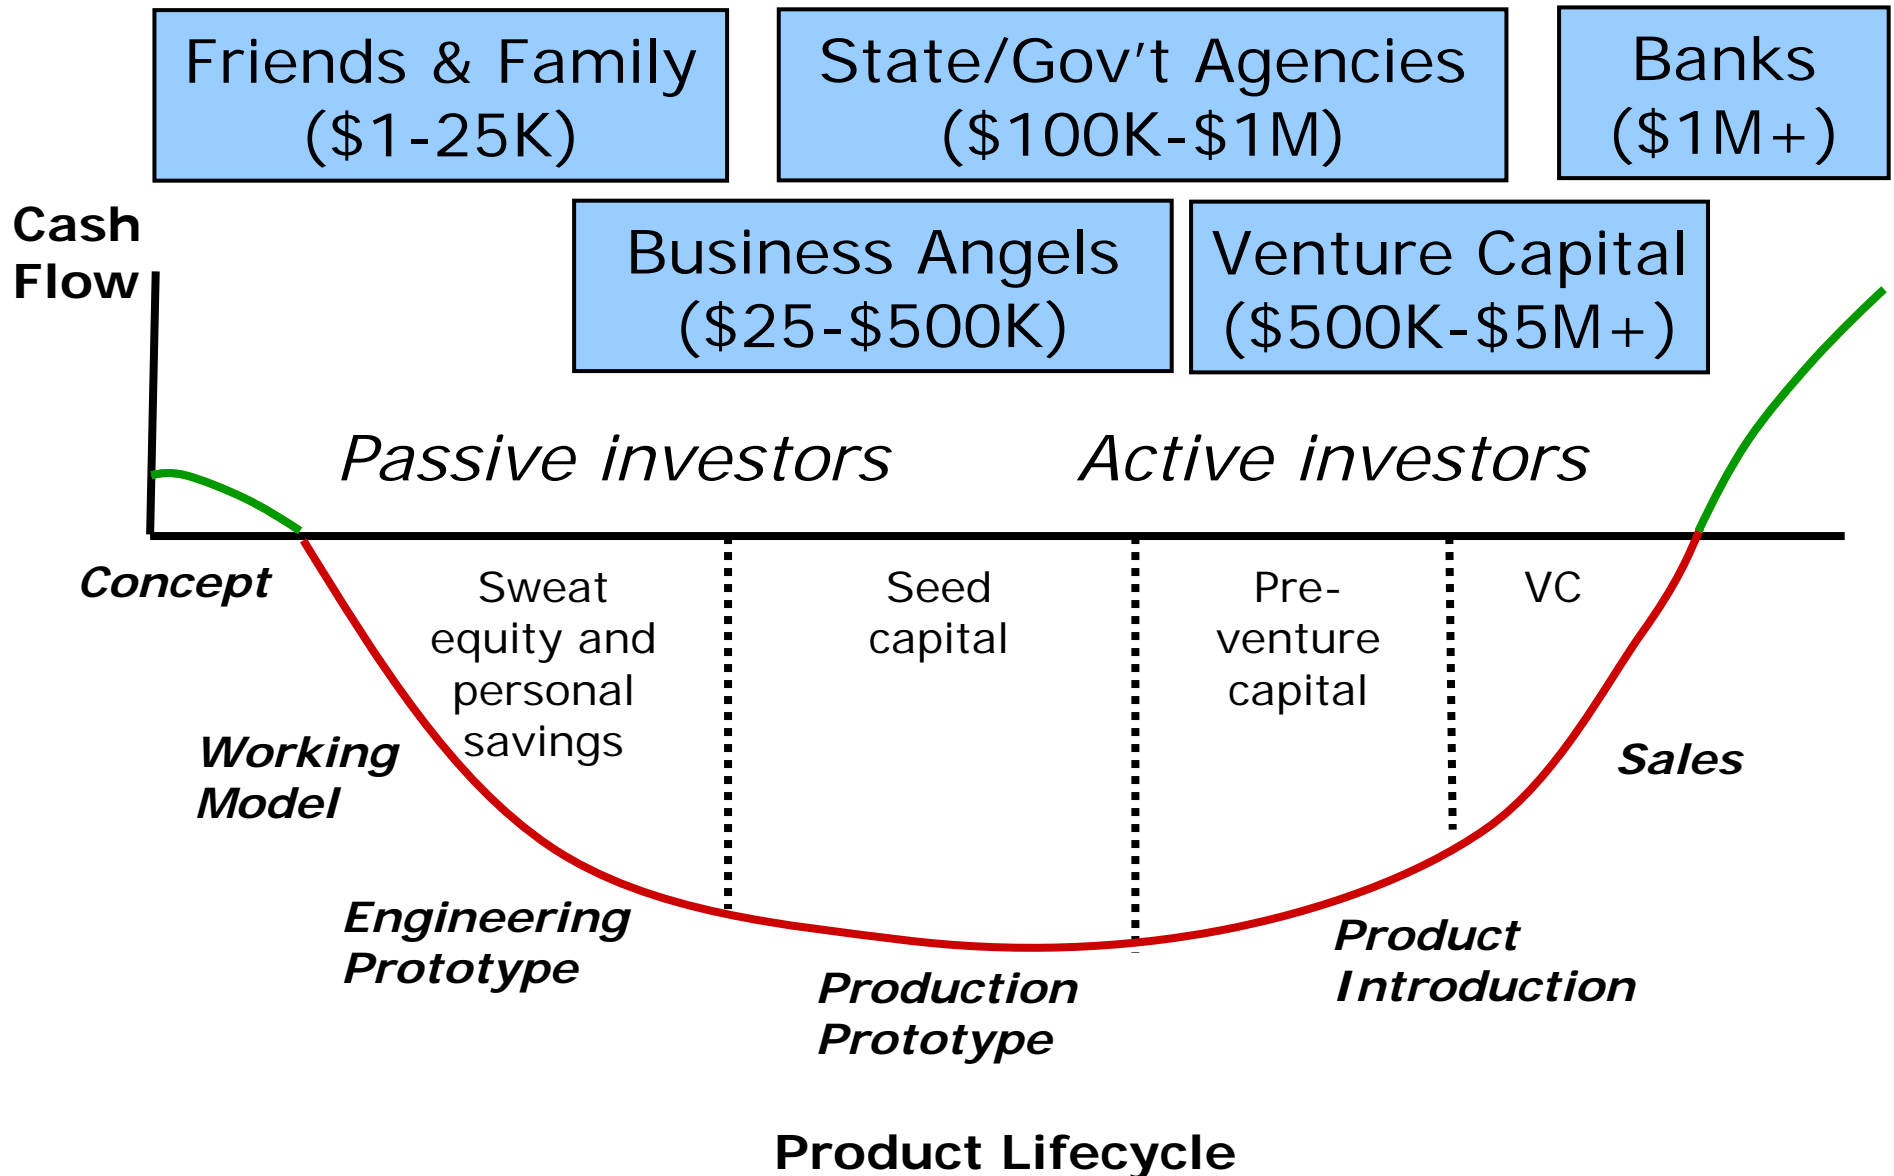 Friends & Family
($1-25K)
State/Gov't Agencies
($100K-$1M)
Banks
($1M+)
Business Angels
($25-$500K)
Venture Capital
($500K-$5M+)
Cash
Flow
Passive investors
Active investors
Concept
Sweat
equity and
personal
savings
Seed
capital
Pre-
venture
capital
VC
Working
Model
Sales
Engineering
Prototype
Production
Prototype
Product
Introduction
Product Lifecycle